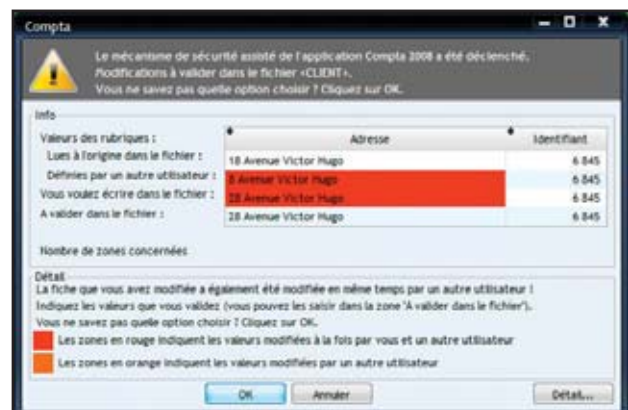 Compta
Le mécanisme de sécurité assisté de l'application Compta 2008 a été déclenché.
Modifications à valider dans le fichier «CLIENT».
Vous ne savez pas quelle option choisir ? Cliquez sur OK.
Info
Valeurs des rubriques : Adresse Identifiant
Lues à l'origine dans le fichier : 18 Avenue Victor Hugo 6 845
Définies par un autre utilisateur : 8 Avenue Victor Hugo 6 845
Vous voulez écrire dans le fichier : 28 Avenue Victor Hugo 6 845
A valider dans le fichier : 28 Avenue Victor Hugo 6 845
Nombre de zones concernées
Détail
La fiche que vous avez modifiée a également été modifiée en même temps par un autre utilisateur !
Indiquez les valeurs que vous validez (vous pouvez les saisir dans la zone 'A valider dans le fichier').
Vous ne savez pas quelle option choisir ? Cliquez sur OK.
Les zones en rouge indiquent les valeurs modifiées à la fois par vous et un autre utilisateur
Les zones en orange indiquent les valeurs modifiées par un autre utilisateur
OK Annuler Détail...